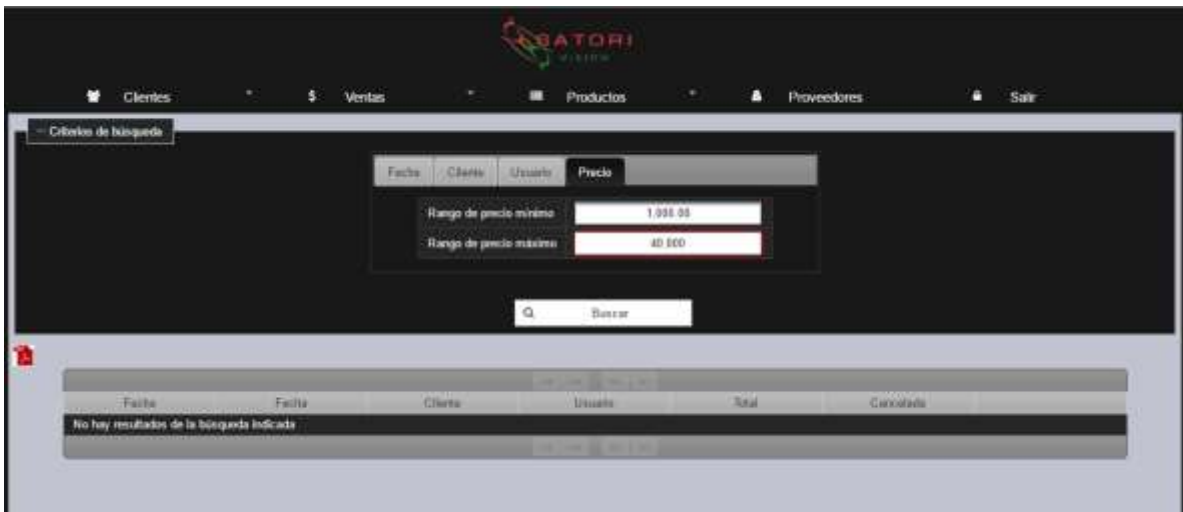 SATORI
VISION
Clientes Ventas Productos Proveedores Salir
Criterios de búsqueda
Fecha Cliente Usuario Precio
Rango de precio mínimo 1,000.00
Rango de precio máximo 40.000
Buscar
Fecha Fecha Cliente Usuario Total Cancelada
No hay resultados de la búsqueda indicada